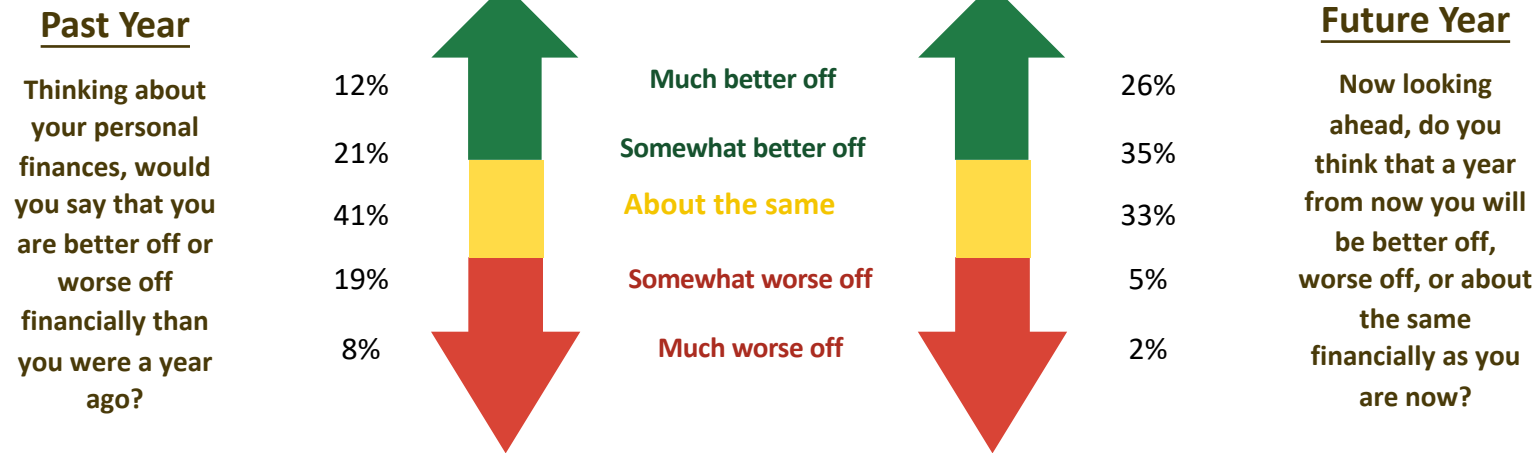 Past Year
Thinking about
your personal
finances, would
you say that you
are better off or
worse off
financially than
you were a year
ago?
12%
21%
41%
19%
8%
Much better off
Somewhat better off
About the same
Somewhat worse off
Much worse off
26%
35%
33%
5%
2%
Future Year
Now looking
ahead, do you
think that a year
from now you will
be better off,
worse off, or about
the same
financially as you
are now?